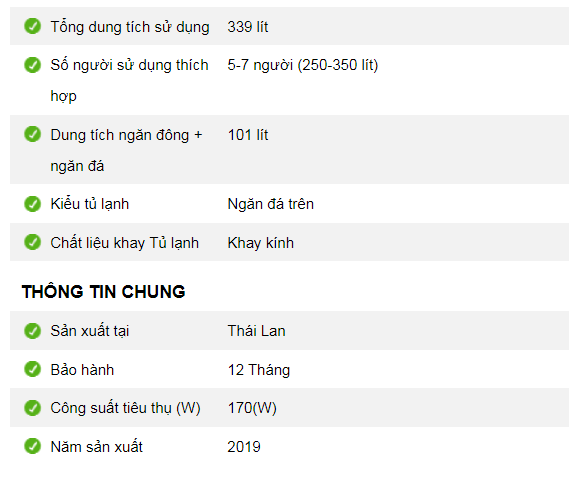 Tổng dung tích sử dụng 339 lít
Số người sử dụng thích 5-7 người (250-350 lít)
hợp
Dung tích ngăn đông + 101 lít
ngăn đá
Kiểu tủ lạnh Ngăn đá trên
Chất liệu khay Tủ lạnh Khay kính
THÔNG TIN CHUNG
Sản xuất tại Thái Lan
Bảo hành 12 Tháng
Công suất tiêu thụ (W) 170(W)
Năm sản xuất 2019